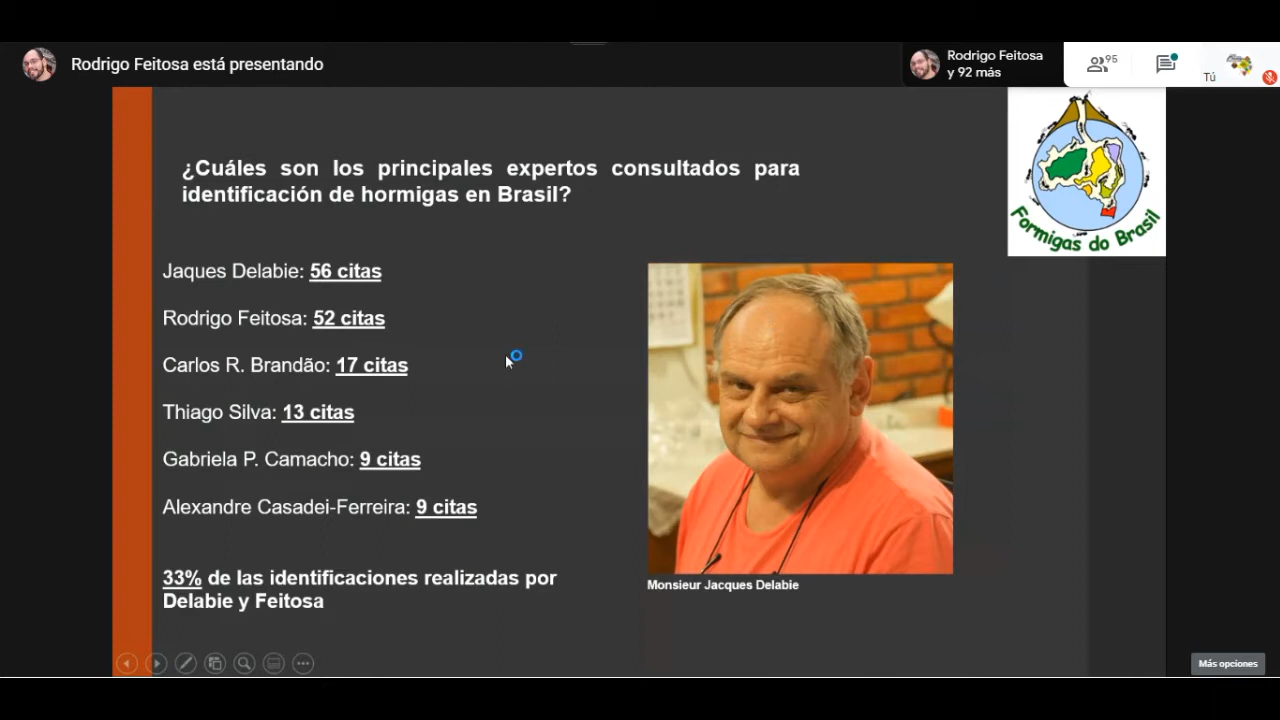 Rodrigo Feitosa está presentando
Rodrigo Feitosa
y 92 más
95
Tú
¿Cuáles son los principales expertos consultados para
identificación de hormigas en Brasil?
Formigas do Brasil
Jaques Delabie: 56 citas
Rodrigo Feitosa: 52 citas
Carlos R. Brandão: 17 citas
Thiago Silva: 13 citas
Gabriela P. Camacho: 9 citas
Alexandre Casadei-Ferreira: 9 citas
33% de las identificaciones realizadas por
Delabie y Feitosa
Monsieur Jacques Delabie
Más opciones